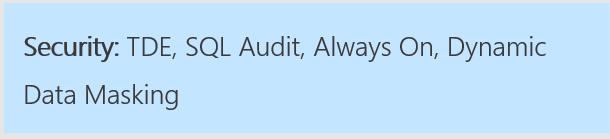 Security: TDE, SQL Audit, Always On, Dynamic
Data Masking